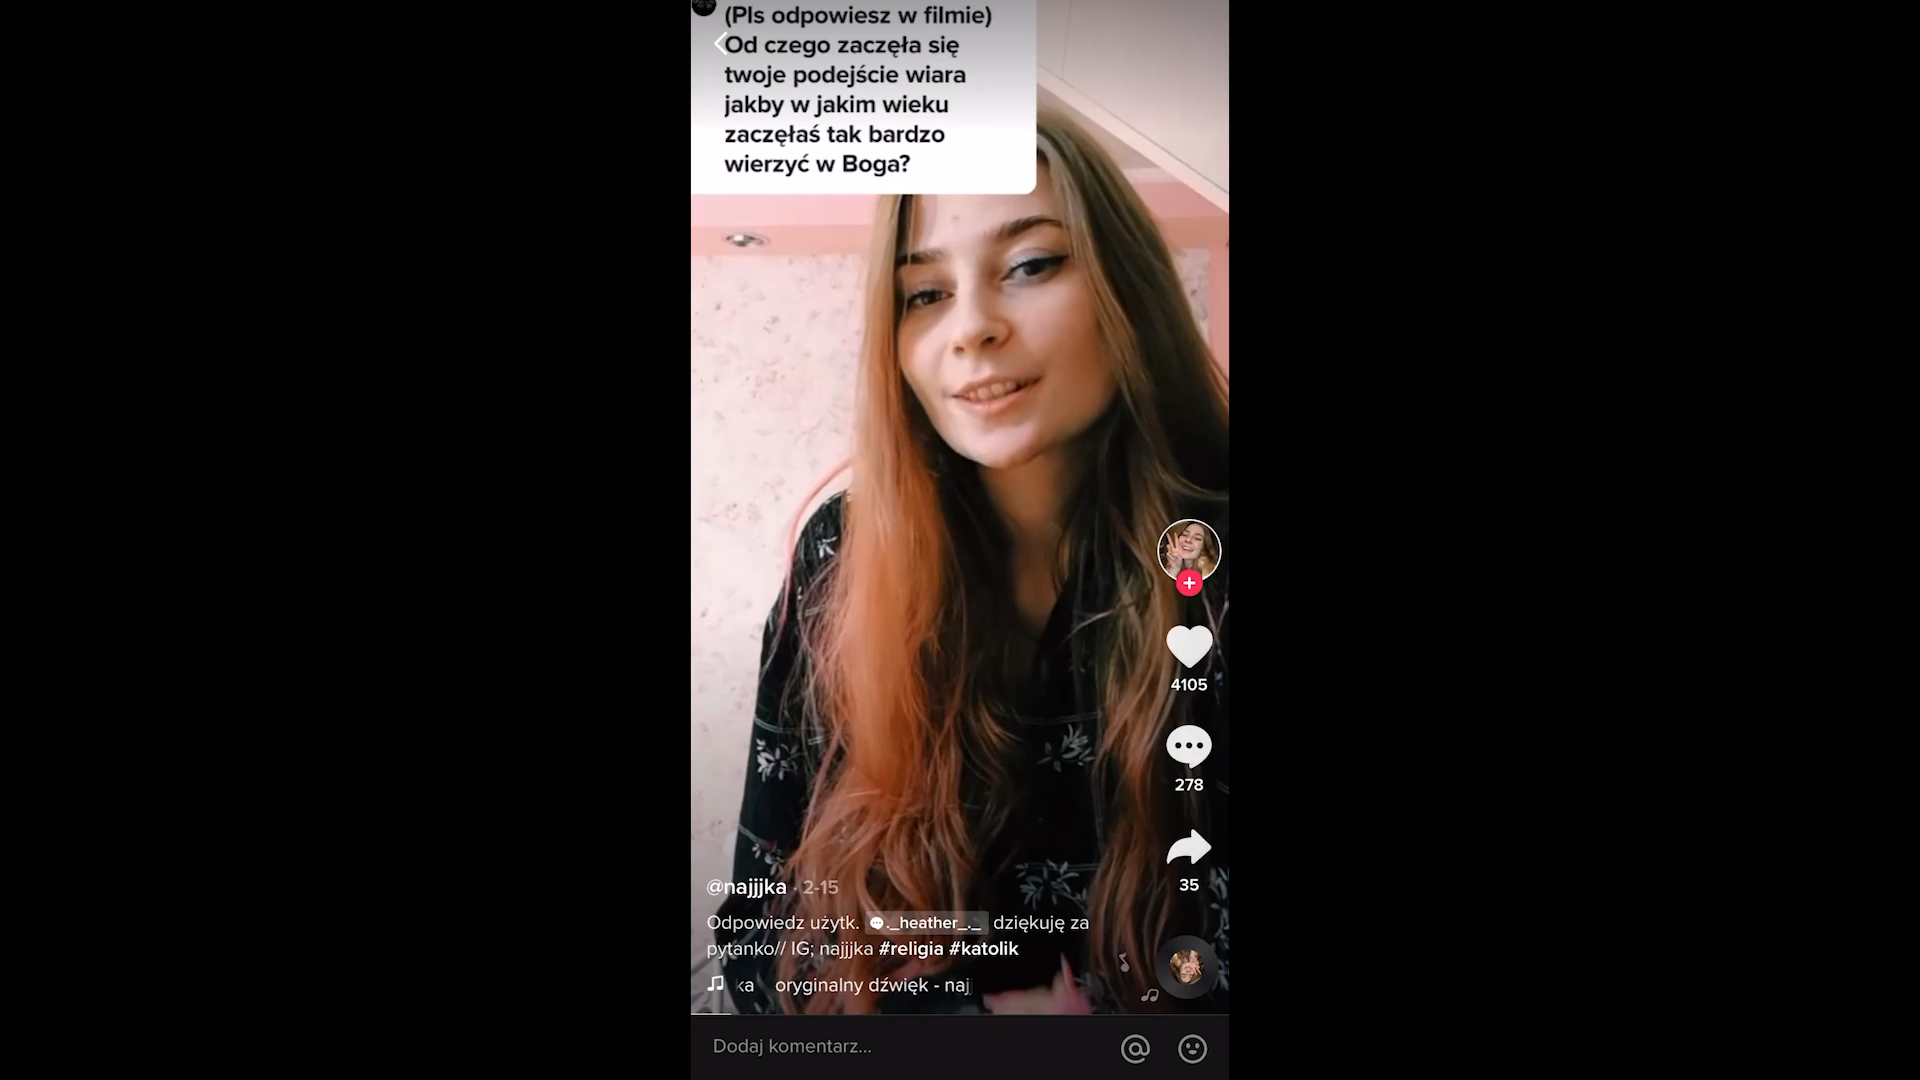 (Pls odpowiesz w filmie)
Od czego zaczęła się
twoje podejście wiara
jakby w jakim wieku
zaczęłaś tak bardzo
wierzyć w Boga?
4105
278
35
@najjjka · 2-15
Odpowiedz użytk. ._heather_._ dziękuję za
pytanko// IG; najjjka #religia #katolik
ka oryginalny dźwięk - naj
Dodaj komentarz...